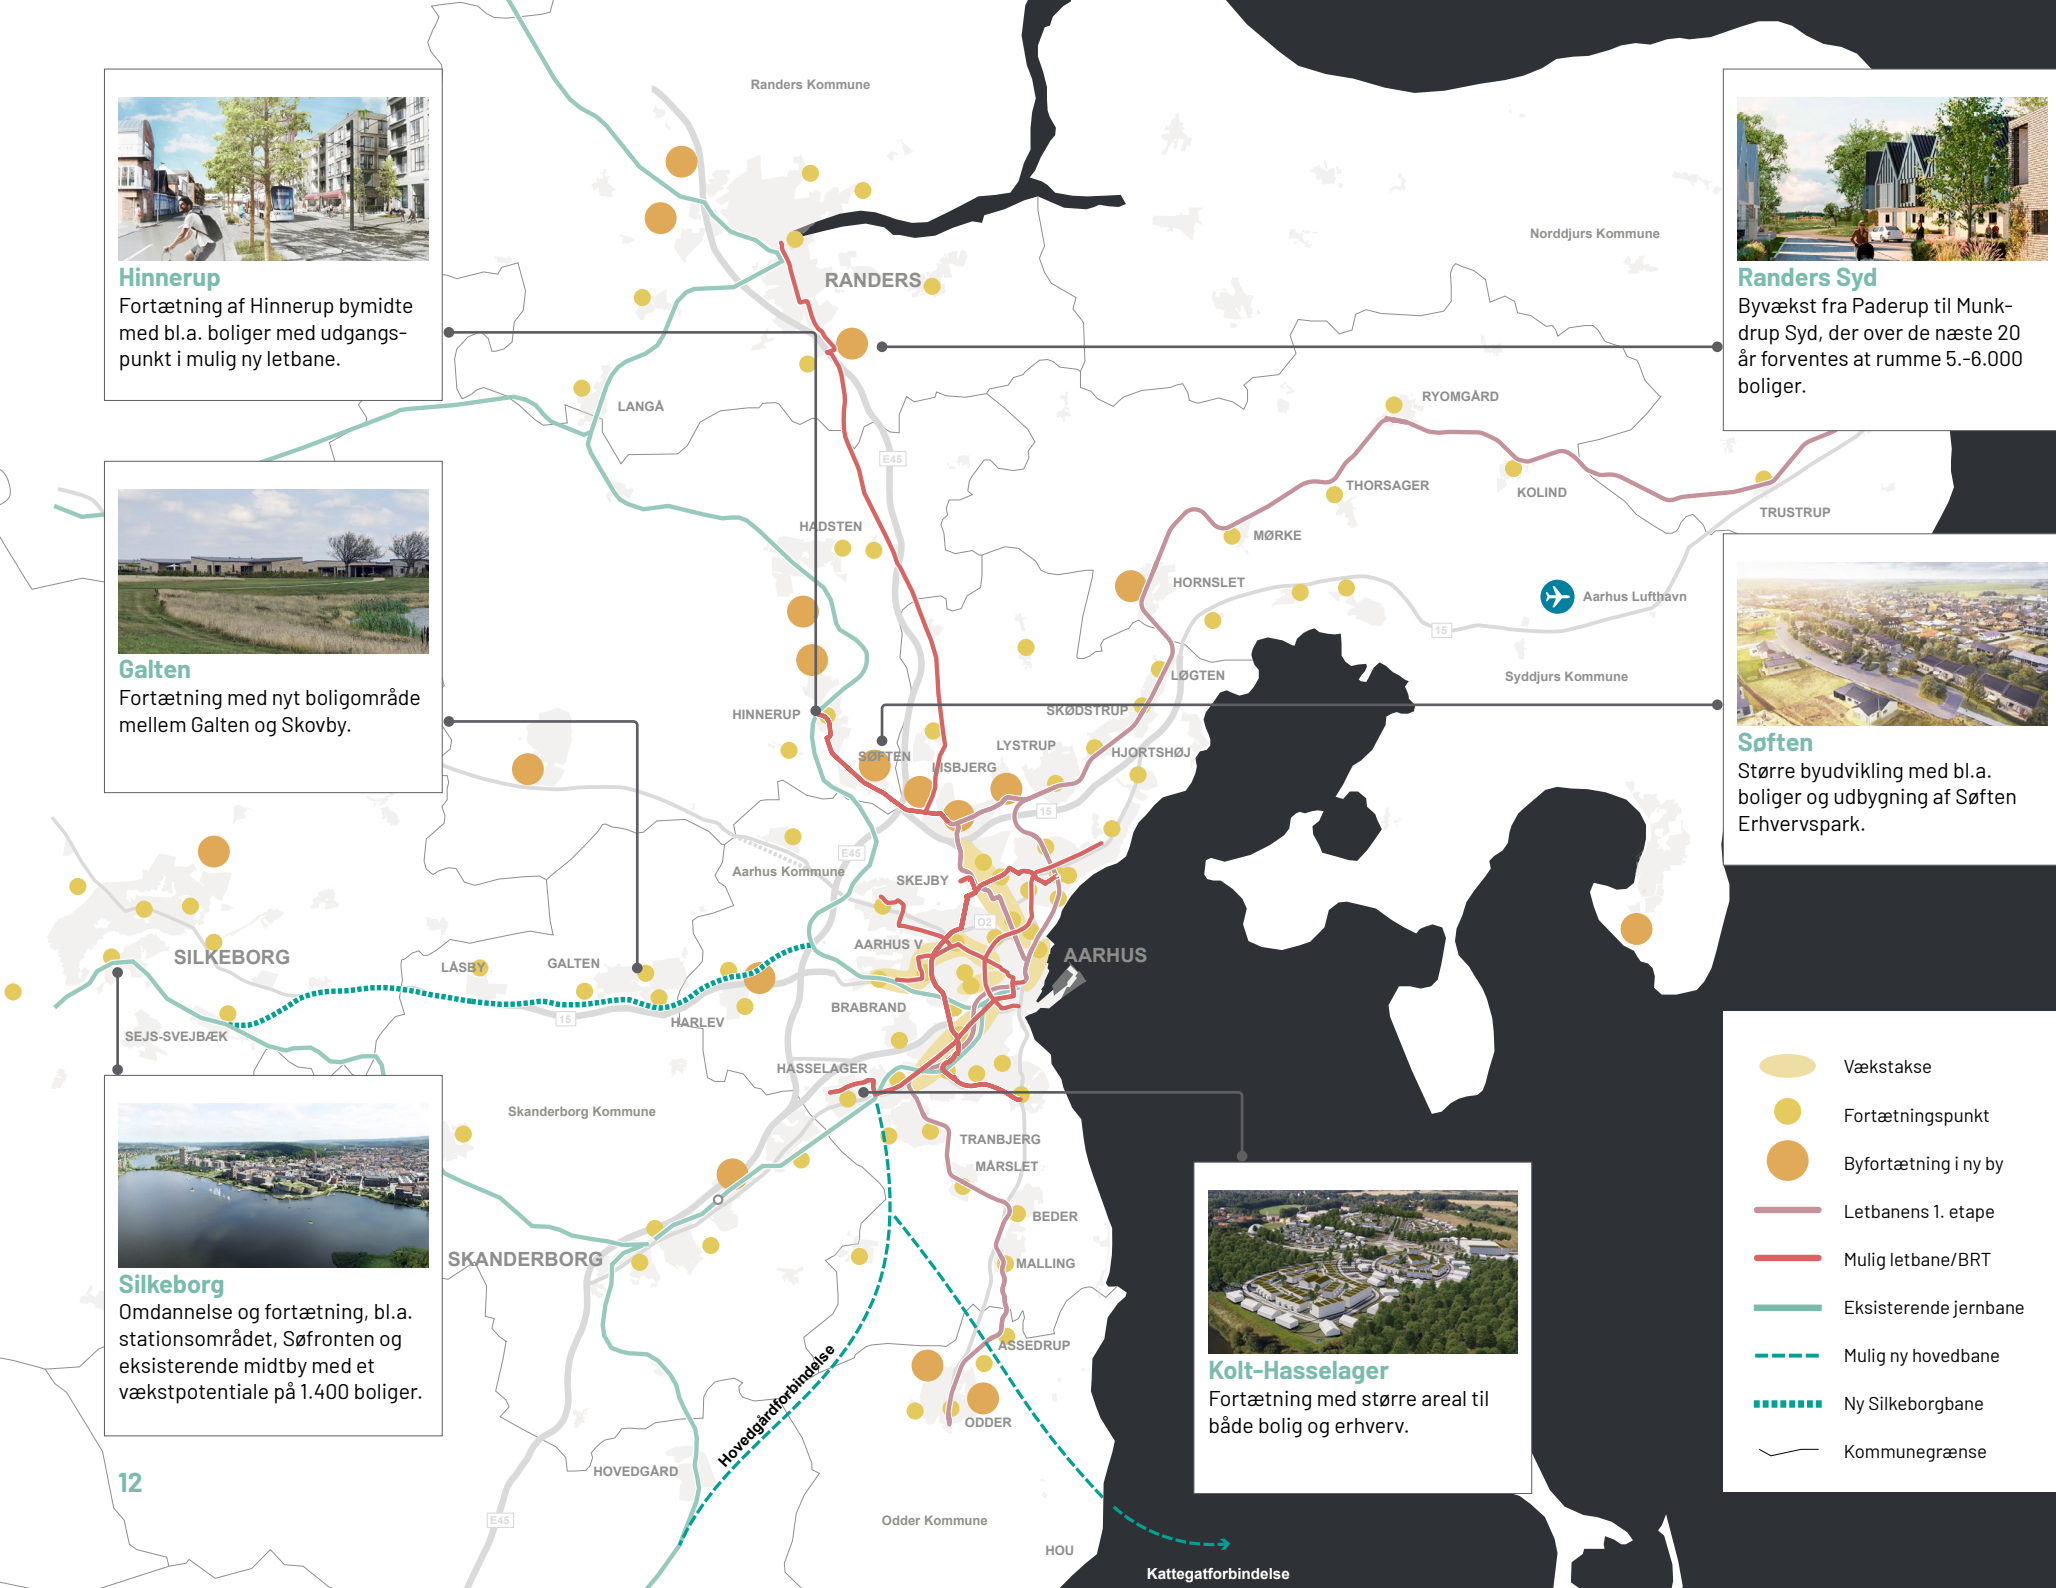 Hinnerup
Fortætning af Hinnerup bymidte
med bl.a. boliger med udgangs-
punkt i mulig ny letbane.
Galten
Fortætning med nyt boligområde
mellem Galten og Skovby.
Silkeborg
Omdannelse og fortætning, bl.a.
stationsområdet, Søfronten og
eksisterende midtby med et
vækstpotentiale på 1.400 boliger.
12
Randers Kommune
RANDERS
LANGÅ
E45
HADSTEN
HINNERUP
SØFTEN
LISBJERG
LYSTRUP
SKØDSTRUP
HJORTSHØJ
LØGTEN
HORNSLET
MØRKE
THORSAGER
RYOMGÅRD
KOLIND
TRUSTRUP
Norddjurs Kommune
Aarhus Lufthavn
15
Syddjurs Kommune
15
E45
Aarhus Kommune
SKEJBY
O2
AARHUS V
AARHUS
BRABRAND
SILKEBORG
LÅSBY
GALTEN
15
HARLEV
SEJS-SVEJBÆK
HASSELAGER
Skanderborg Kommune
TRANBJERG
MÅRSLET
BEDER
MALLING
SKANDERBORG
ASSEDRUP
ODDER
Hovedgårdforbindelse
HOVEDGÅRD
E45
Odder Kommune
HOU
Kattegatforbindelse
Randers Syd
Byvækst fra Paderup til Munk-
drup Syd, der over de næste 20
år forventes at rumme 5.-6.000
boliger.
Søften
Større byudvikling med bl.a.
boliger og udbygning af Søften
Erhvervspark.
Kolt-Hasselager
Fortætning med større areal til
både bolig og erhverv.
Vækstakse
Fortætningspunkt
Byfortætning i ny by
Letbanens 1. etape
Mulig letbane/BRT
Eksisterende jernbane
Mulig ny hovedbane
Ny Silkeborgbane
Kommunegrænse